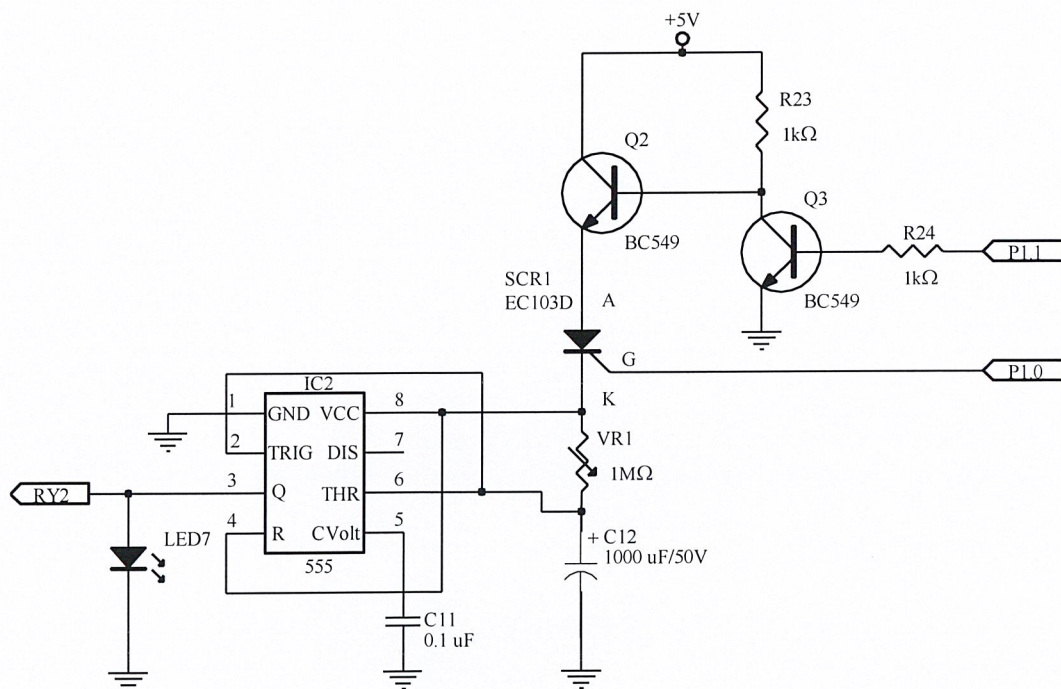 +5V
R23
1kΩ
Q2
Q3
BC549
R24
1kΩ
P1.1
BC549
SCR1
EC103D
A
G
P1.0
K
IC2
1
GND
VCC
8
2
TRIG
DIS
7
VR1
1MΩ
RY2
3
Q
THR
6
4
R
CVolt
5
LED7
555
+ C12
1000 uF/50V
C11
0.1 uF